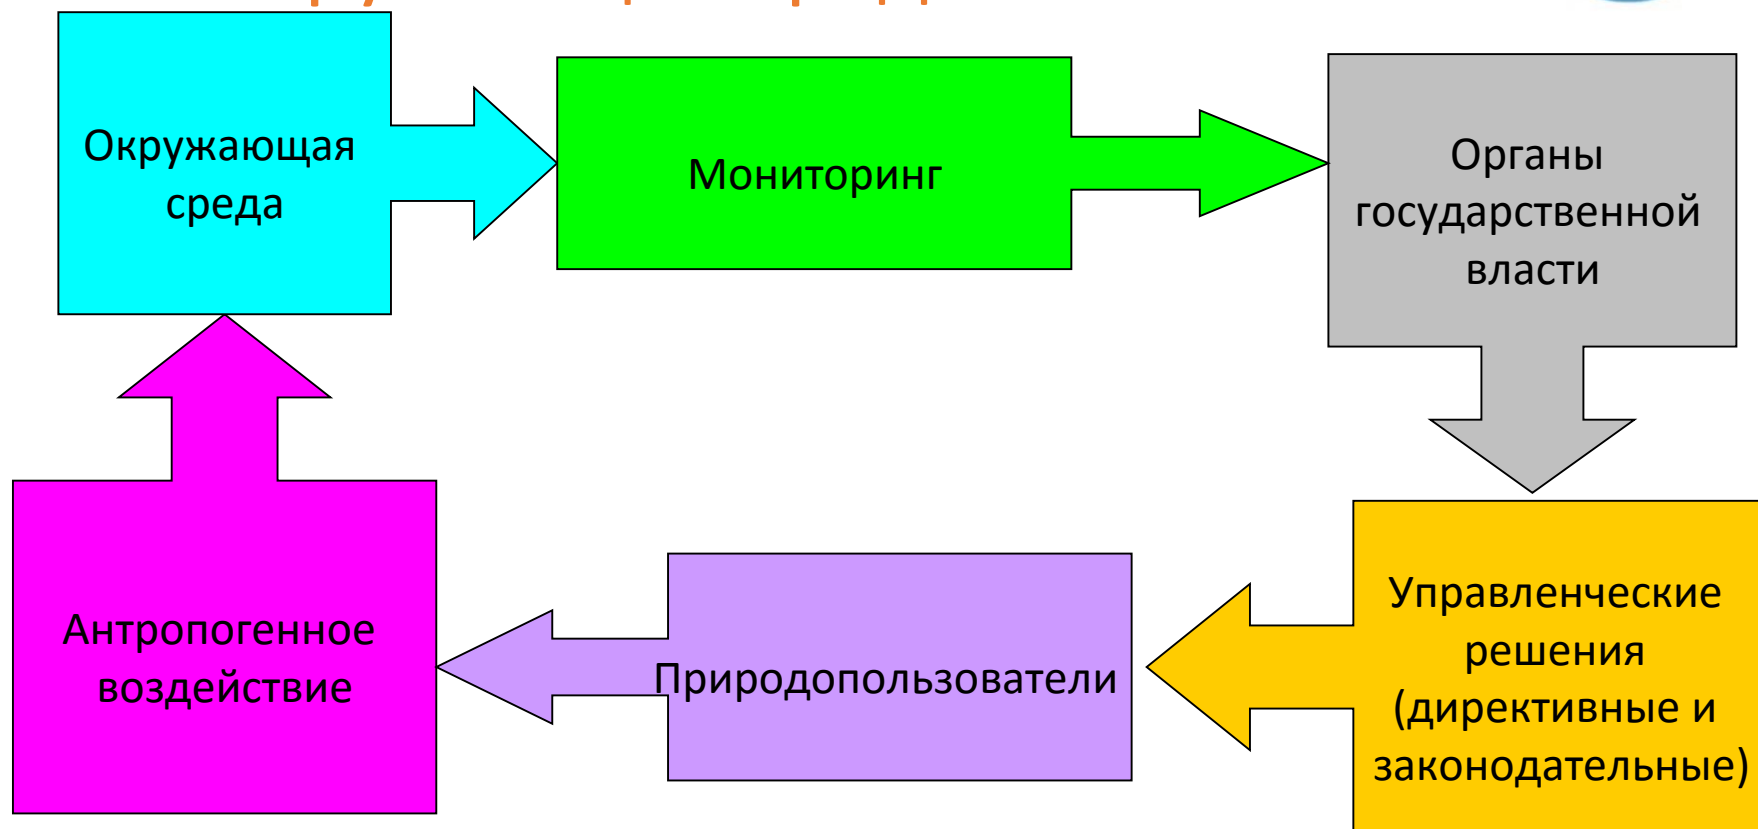 Окружающая
среда
Мониторинг
Органы
государственной
власти
Управленческие
решения
(директивные и
законодательные)
Природопользователи
Антропогенное
воздействие